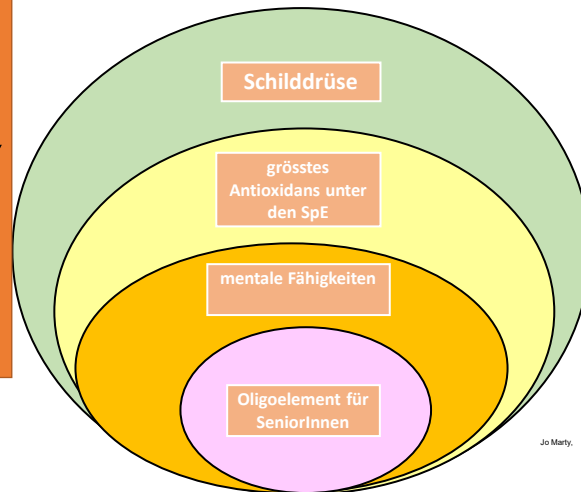 Schilddrüse
grösstes
Antioxidans unter
den SpE
mentale Fähigkeiten
Oligoelement für
SeniorInnen
Jo Marty,